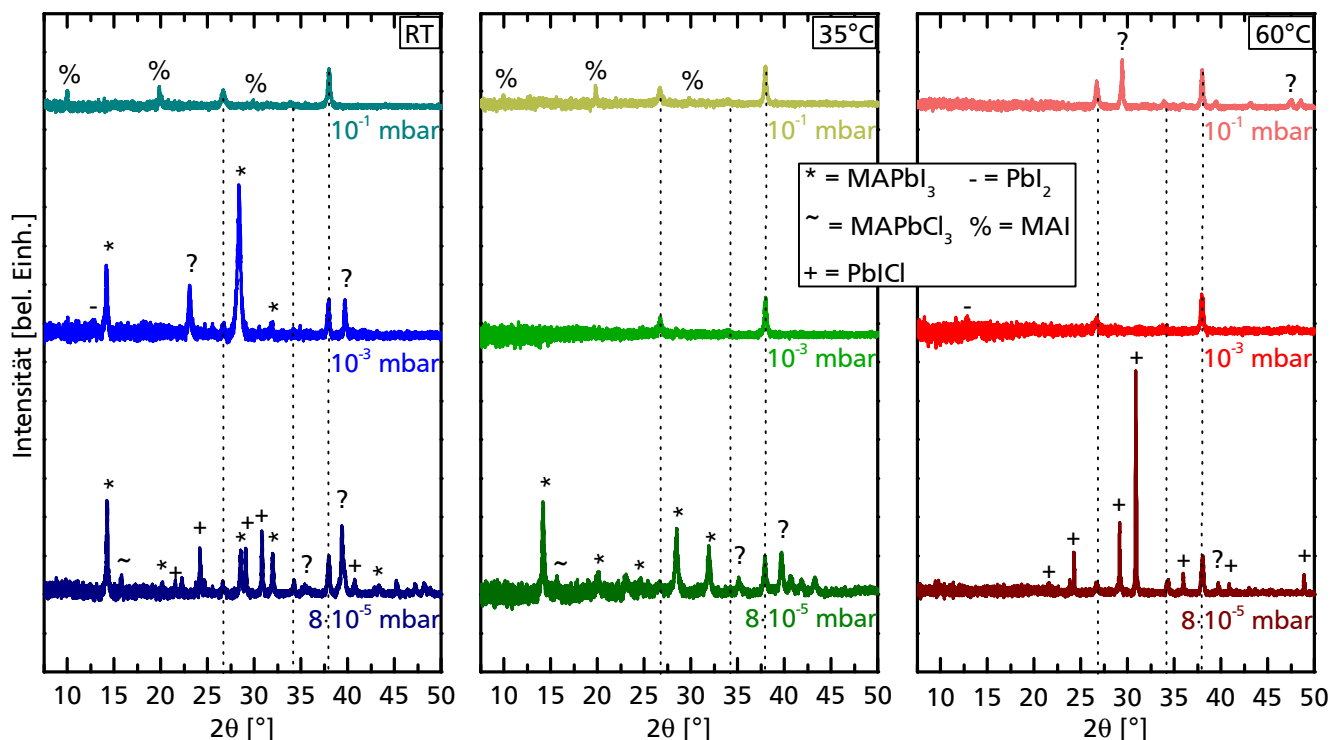 Intensität [bel. Einh.]
RT
% % %
10⁻¹ mbar
* * ? - * ?
10⁻³ mbar
* ~ * + + * + + * ? ? + *
8·10⁻⁵ mbar
10 15 20 25 30 35 40 45 50
2θ [°]
35°C
% % %
10⁻¹ mbar
10⁻³ mbar
* ~ * * * * ? ?
8·10⁻⁵ mbar
10 15 20 25 30 35 40 45 50
2θ [°]
60°C
? ?
10⁻¹ mbar
* = MAPbI₃ - = PbI₂
~ = MAPbCl₃ % = MAI
+ = PbICl
-
10⁻³ mbar
+ + + + + ? + +
8·10⁻⁵ mbar
10 15 20 25 30 35 40 45 50
2θ [°]